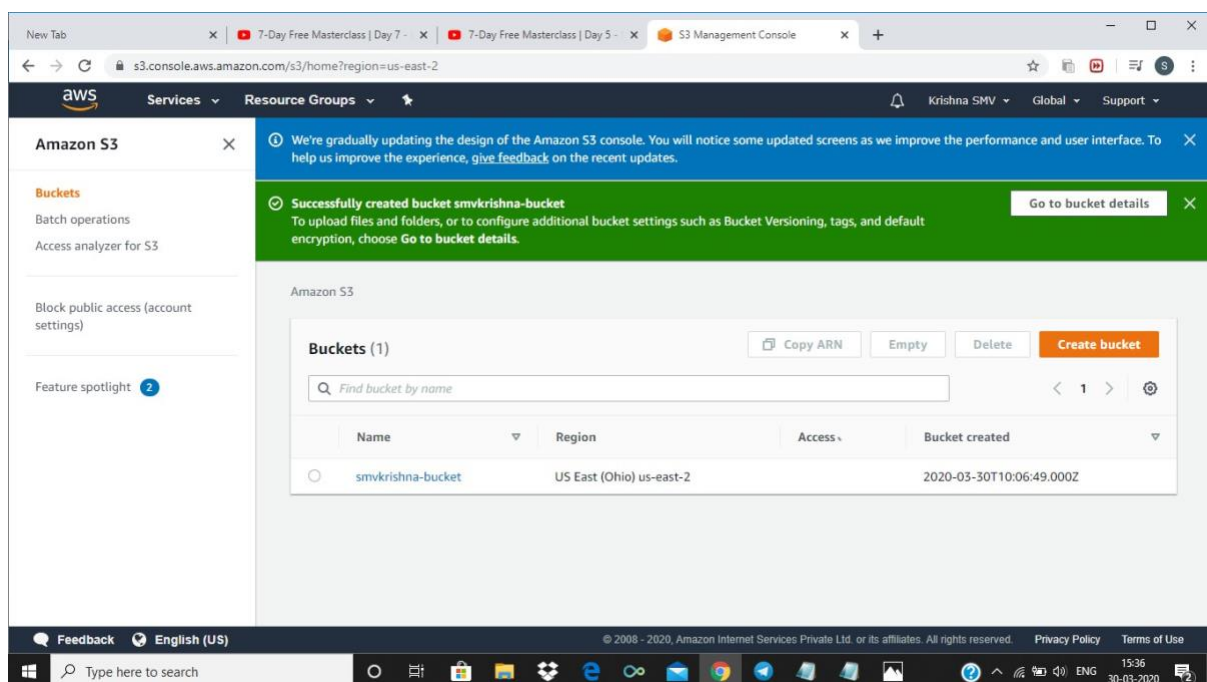 New Tab
7-Day Free Masterclass | Day 7 -
7-Day Free Masterclass | Day 5 -
S3 Management Console
s3.console.aws.amazon.com/s3/home?region=us-east-2
S
aws
Services
Resource Groups
Krishna SMV
Global
Support
Amazon S3
Buckets
Batch operations
Access analyzer for S3
Block public access (account
settings)
Feature spotlight 2
We're gradually updating the design of the Amazon S3 console. You will notice some updated screens as we improve the performance and user interface. To
help us improve the experience, give feedback on the recent updates.
Successfully created bucket smvkrishna-bucket
To upload files and folders, or to configure additional bucket settings such as Bucket Versioning, tags, and default
encryption, choose Go to bucket details.
Go to bucket details
Amazon S3
Buckets (1)
Copy ARN
Empty
Delete
Create bucket
Find bucket by name
1
Name
Region
Access
Bucket created
smvkrishna-bucket
US East (Ohio) us-east-2
2020-03-30T10:06:49.000Z
Feedback
English (US)
© 2008 - 2020, Amazon Internet Services Private Ltd. or its affiliates. All rights reserved.
Privacy Policy
Terms of Use
Type here to search
ENG
15:36
30-03-2020
2